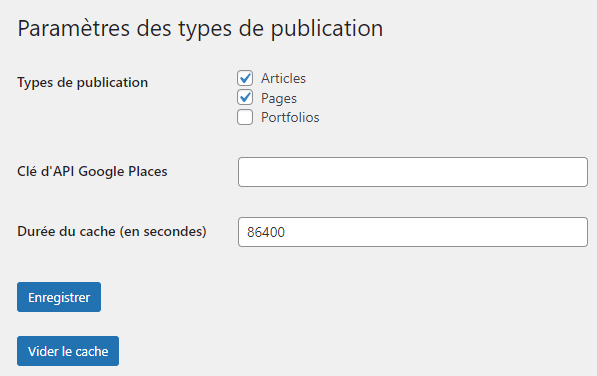 Paramètres des types de publication
Types de publication
Articles
Pages
Portfolios
Clé d'API Google Places
Durée du cache (en secondes)
86400
Enregistrer
Vider le cache